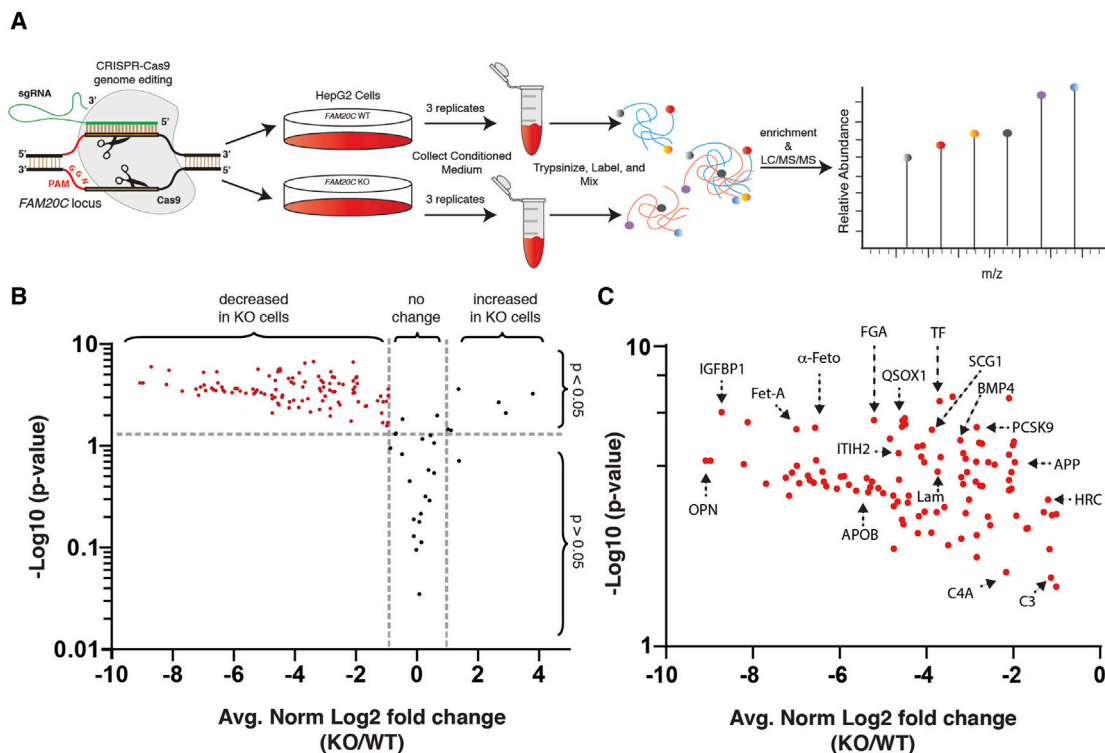 A
CRISPR-Cas9
genome editing
sgRNA
3'
5'
5'
3'
3'
5'
G G N
PAM
FAM20C locus
Cas9
HepG2 Cells
FAM20C WT
FAM20C KO
3 replicates
Collect Conditioned
Medium
3 replicates
Trypsinize, Label, and
Mix
enrichment
&
LC/MS/MS
Relative Abundance
m/z
B
decreased
in KO cells
no
change
increased
in KO cells
10
1
0.1
0.01
-Log10 (p-value)
p < 0.05
p > 0.05
-10
-8
-6
-4
-2
0
2
4
Avg. Norm Log2 fold change
(KO/WT)
C
10
1
-Log10 (p-value)
IGFBP1
Fet-A
α-Feto
FGA
QSOX1
TF
SCG1
BMP4
PCSK9
ITIH2
APP
OPN
APOB
Lam
HRC
C4A
C3
-10
-8
-6
-4
-2
0
Avg. Norm Log2 fold change
(KO/WT)